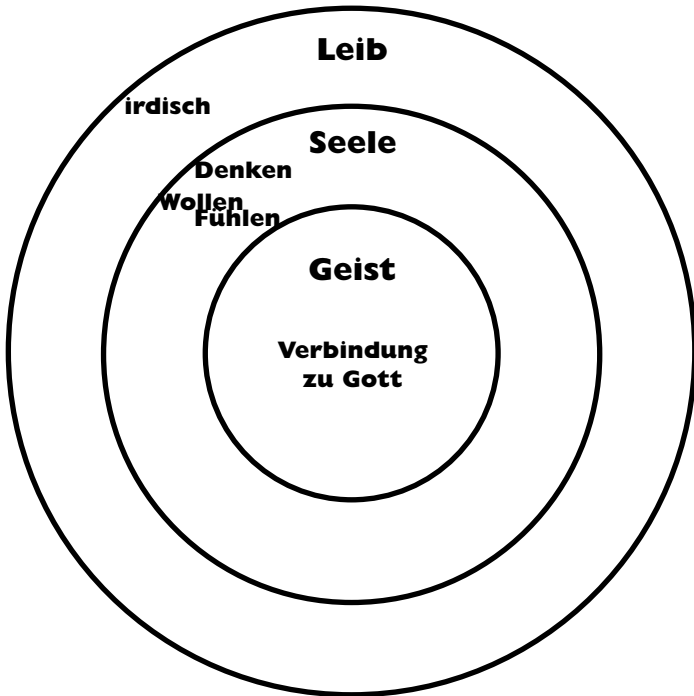 Leib
irdisch
Seele
Denken
Wollen
Fühlen
Geist
Verbindung
zu Gott